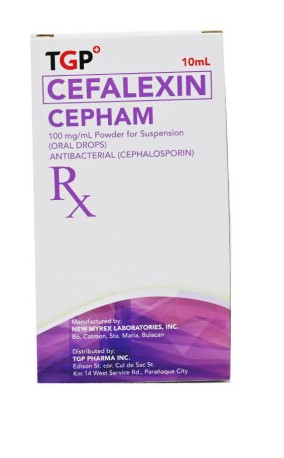 TGP+
10mL
CEFALEXIN
CEPHAM
100 mg/mL Powder for Suspension
(ORAL DROPS)
ANTIBACTERIAL (CEPHALOSPORIN)
Rx
Manufactured by:
NEW MYREX LABORATORIES, INC.
Bo. Catmon, Sta. Maria, Bulacan
Distributed by:
TGP PHARMA INC.
Edison St. cor. Cul de Sac St.
Km 14 West Service Rd., Parañaque City